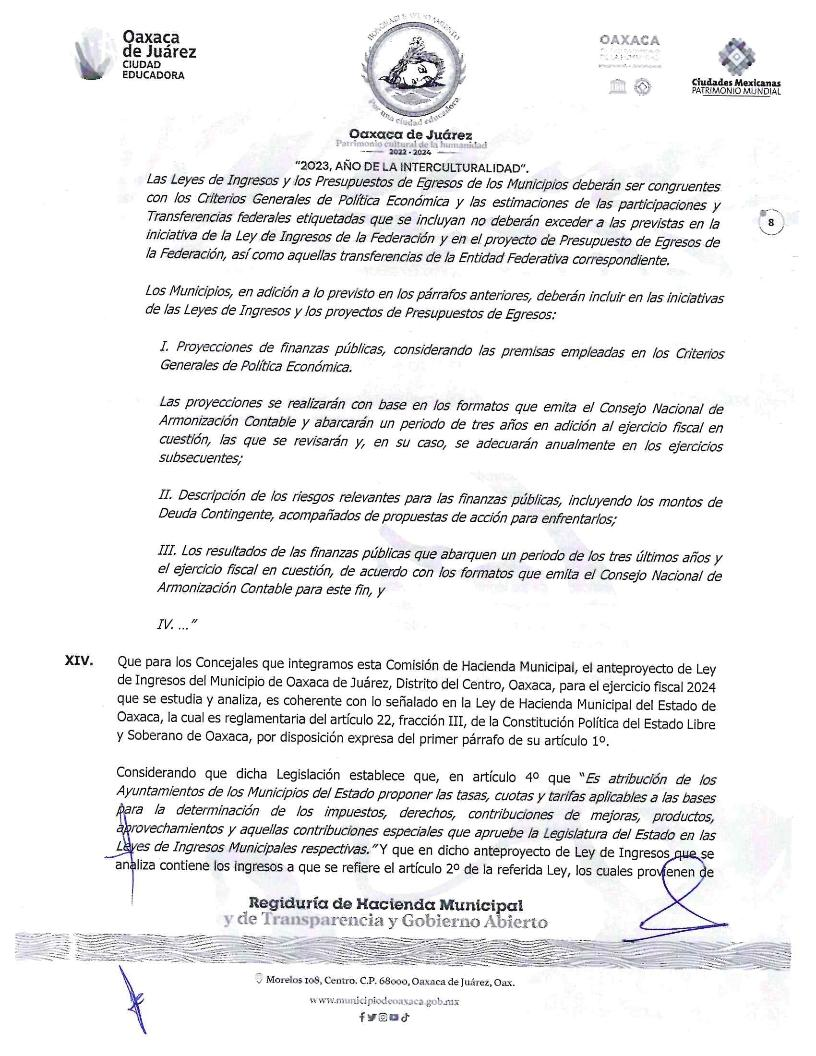 Oaxaca
de Juárez
CIUDAD
EDUCADORA
Por una ciudad educadora
Oaxaca de Juárez
Patrimonio cultural de la humanidad
2022 - 2024
OAXACA
Ciudades Mexicanas
PATRIMONIO MUNDIAL
8
"2023, AÑO DE LA INTERCULTURALIDAD".
Las Leyes de Ingresos y los Presupuestos de Egresos de los Municipios deberán ser congruentes
con los Criterios Generales de Política Económica y las estimaciones de las participaciones y
Transferencias federales etiquetadas que se incluyan no deberán exceder a las previstas en la
iniciativa de la Ley de Ingresos de la Federación y en el proyecto de Presupuesto de Egresos de
la Federación, así como aquellas transferencias de la Entidad Federativa correspondiente.
Los Municipios, en adición a lo previsto en los párrafos anteriores, deberán incluir en las iniciativas
de las Leyes de Ingresos y los proyectos de Presupuestos de Egresos:
I. Proyecciones de finanzas públicas, considerando las premisas empleadas en los Criterios
Generales de Política Económica.
Las proyecciones se realizarán con base en los formatos que emita el Consejo Nacional de
Armonización Contable y abarcarán un periodo de tres años en adición al ejercicio fiscal en
cuestión, las que se revisarán y, en su caso, se adecuarán anualmente en los ejercicios
subsecuentes;
II. Descripción de los riesgos relevantes para las finanzas públicas, incluyendo los montos de
Deuda Contingente, acompañados de propuestas de acción para enfrentarlos;
III. Los resultados de las finanzas públicas que abarquen un periodo de los tres últimos años y
el ejercicio fiscal en cuestión, de acuerdo con los formatos que emita el Consejo Nacional de
Armonización Contable para este fin, y
IV. ..."
XIV. Que para los Concejales que integramos esta Comisión de Hacienda Municipal, el anteproyecto de Ley
de Ingresos del Municipio de Oaxaca de Juárez, Distrito del Centro, Oaxaca, para el ejercicio fiscal 2024
que se estudia y analiza, es coherente con lo señalado en la Ley de Hacienda Municipal del Estado de
Oaxaca, la cual es reglamentaria del artículo 22, fracción III, de la Constitución Política del Estado Libre
y Soberano de Oaxaca, por disposición expresa del primer párrafo de su artículo 1º.
Considerando que dicha Legislación establece que, en artículo 4º que "Es atribución de los
Ayuntamientos de los Municipios del Estado proponer las tasas, cuotas y tarifas aplicables a las bases
para la determinación de los impuestos, derechos, contribuciones de mejoras, productos,
aprovechamientos y aquellas contribuciones especiales que apruebe la Legislatura del Estado en las
Leyes de Ingresos Municipales respectivas." Y que en dicho anteproyecto de Ley de Ingresos que se
analiza contiene los ingresos a que se refiere el artículo 2º de la referida Ley, los cuales provienen de
Regiduría de Hacienda Municipal
y de Transparencia y Gobierno Abierto
Morelos 108, Centro. C.P. 68000, Oaxaca de Juárez, Oax.
www.municipiodeoaxaca.gob.mx